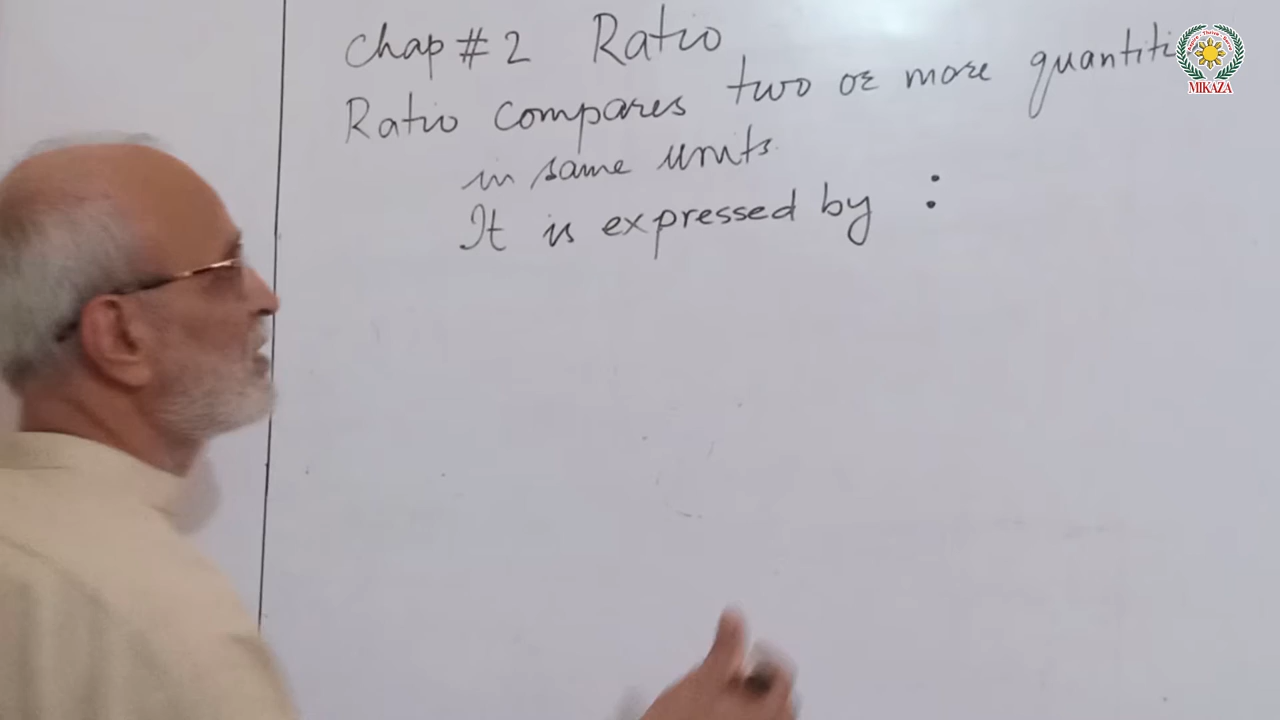 Chap # 2 Ratio
Ratio compares two or more quantiti
in same units.
It is expressed by :
MIKAZA